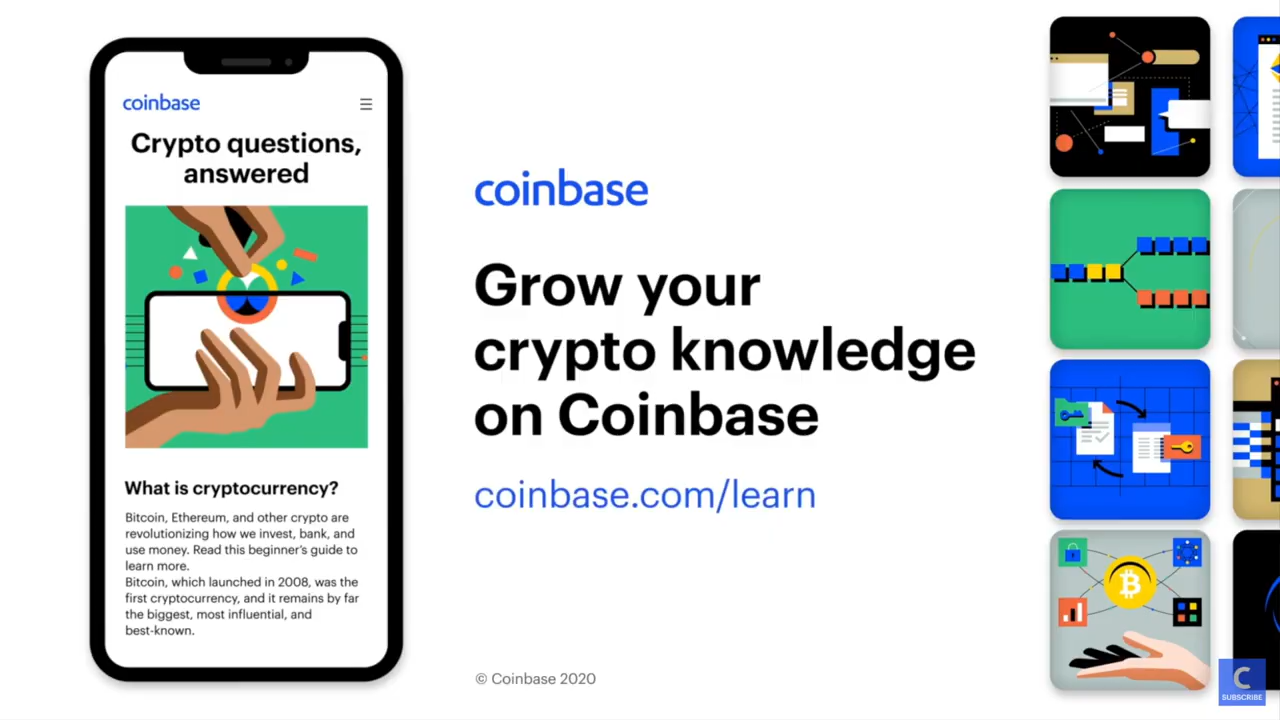 coinbase
Crypto questions,
answered
What is cryptocurrency?
Bitcoin, Ethereum, and other crypto are
revolutionizing how we invest, bank, and
use money. Read this beginner's guide to
learn more.
Bitcoin, which launched in 2008, was the
first cryptocurrency, and it remains by far
the biggest, most influential, and
best-known.
coinbase
Grow your
crypto knowledge
on Coinbase
coinbase.com/learn
© Coinbase 2020
C
SUBSCRIBE